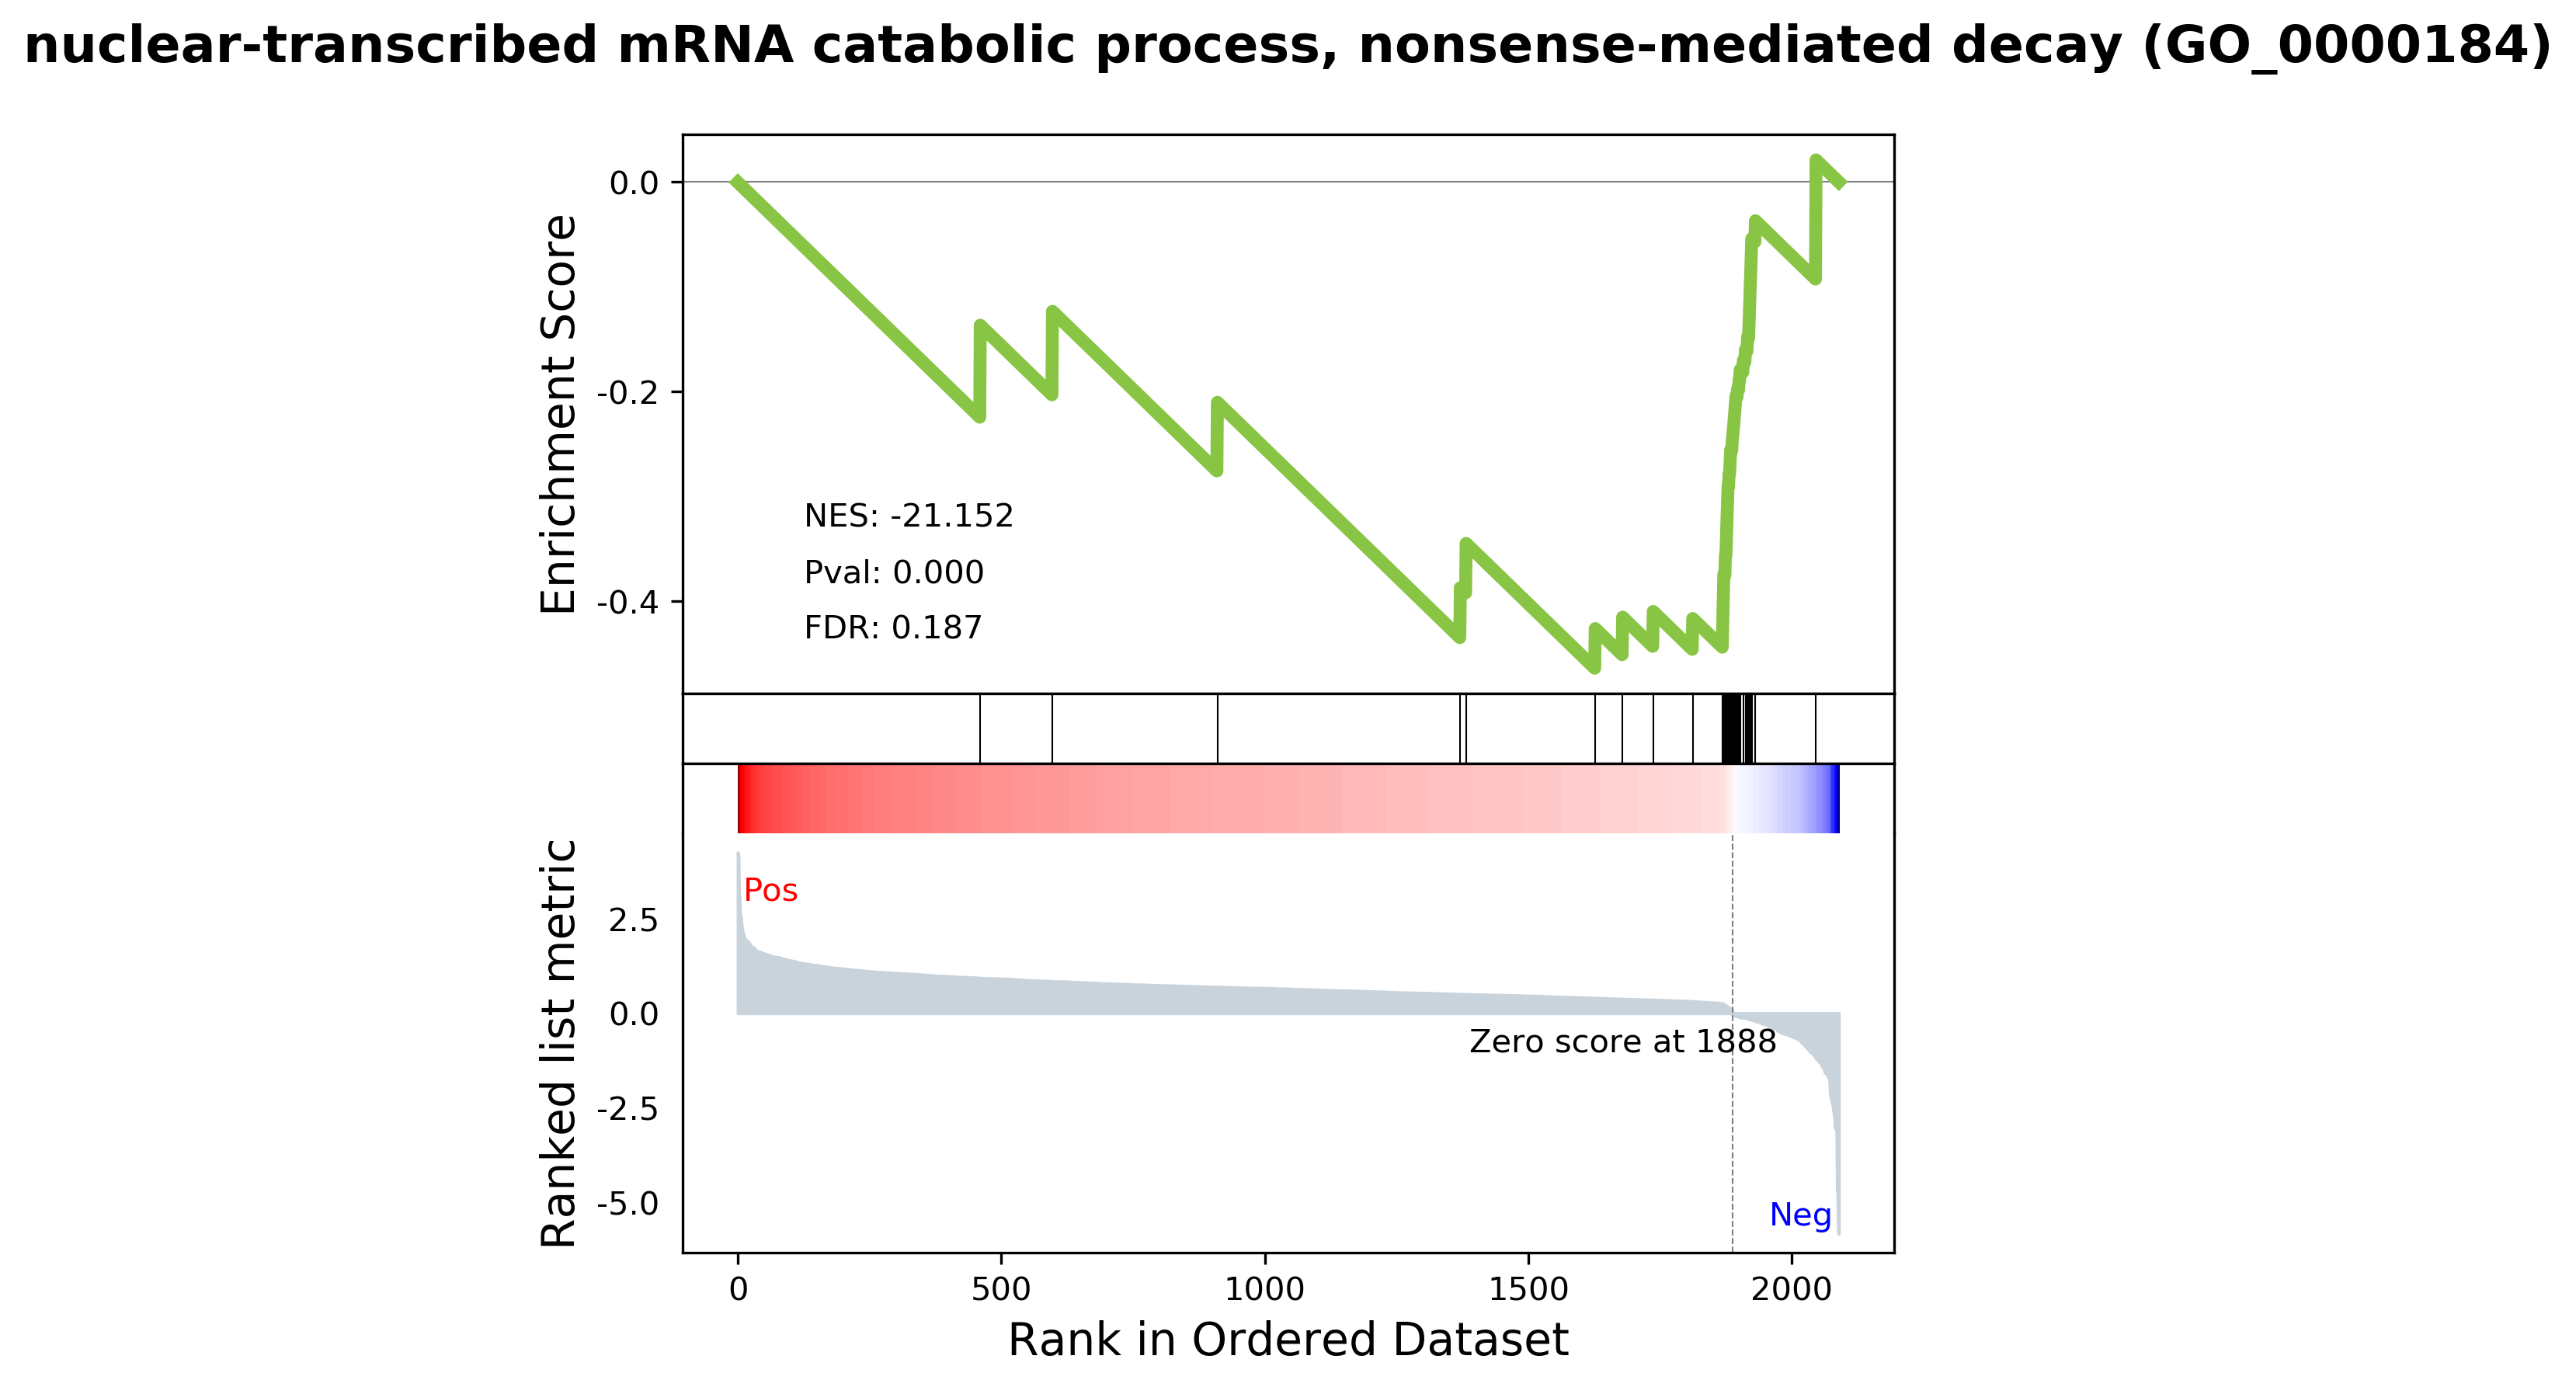 nuclear-transcribed mRNA catabolic process, nonsense-mediated decay (GO_0000184)
Enrichment Score
0.0
-0.2
-0.4
NES: -21.152
Pval: 0.000
FDR: 0.187
Ranked list metric
2.5
0.0
-2.5
-5.0
Pos
Zero score at 1888
Neg
0 500 1000 1500 2000
Rank in Ordered Dataset